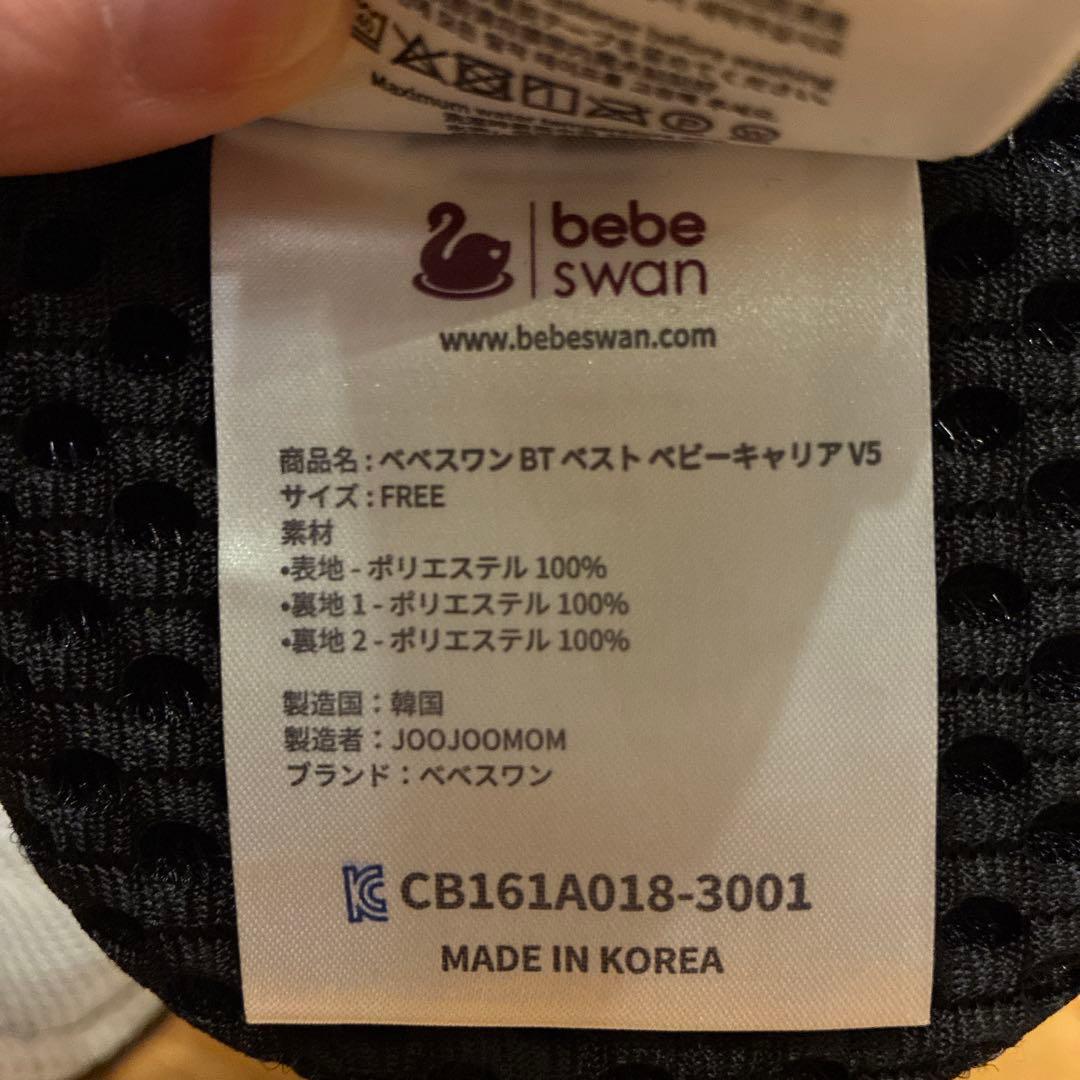 before washing
Maximum
bebe
swan
www.bebeswan.com
商品名 : ベベスワン BT ベスト ベビーキャリア V5
サイズ : FREE
素材
•表地 - ポリエステル 100%
•裏地 1 - ポリエステル 100%
•裏地 2 - ポリエステル 100%
製造国：韓国
製造者：JOOJOOMOM
ブランド：ベベスワン
CB161A018-3001
MADE IN KOREA